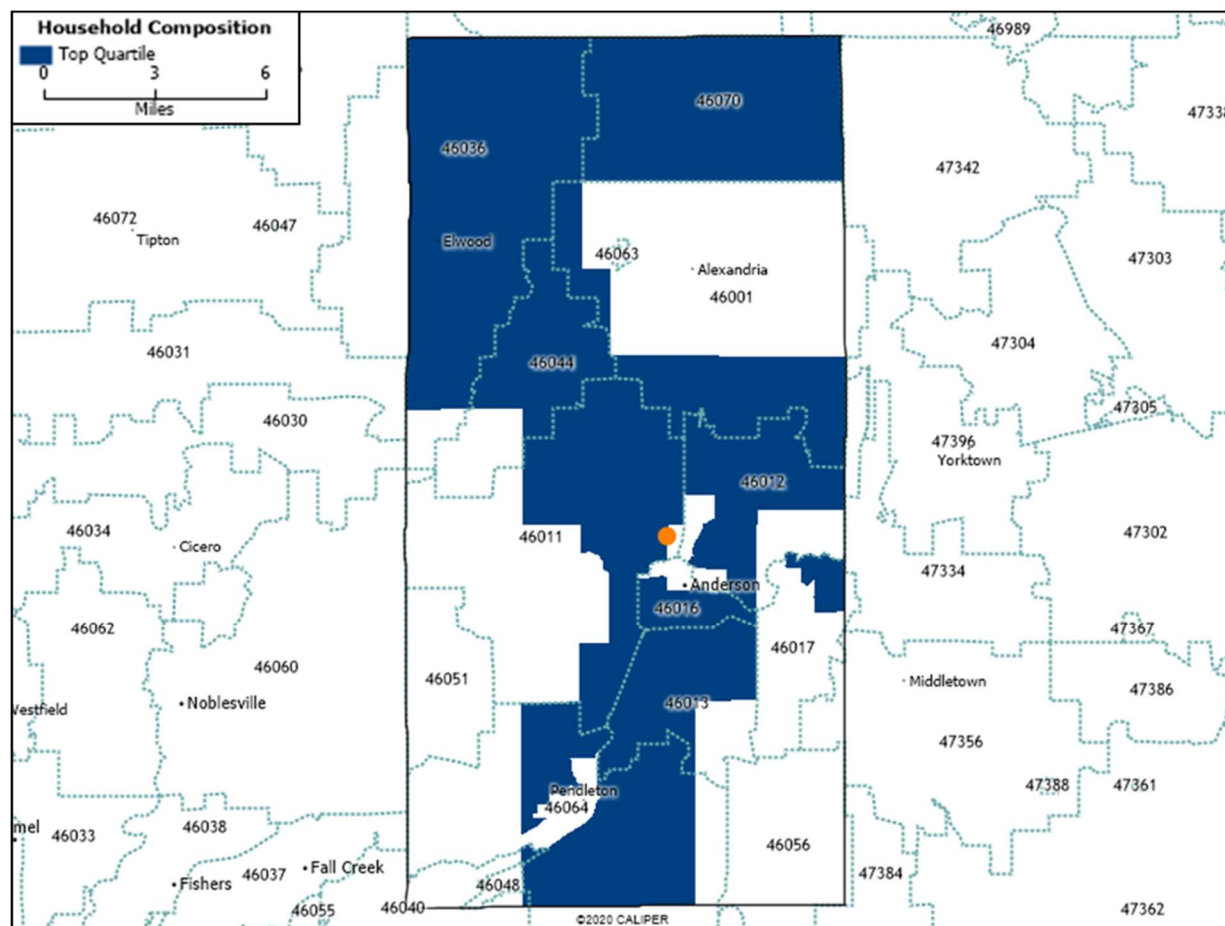 Household Composition
Top Quartile
0 3 6
Miles
46989
46070
47338
46036
47342
46072
Tipton
46047
Elwood
46063
Alexandria
46001
47303
46031
46044
47304
46030
47305
47396
Yorktown
46012
46034
Cicero
46011
47302
47334
Anderson
46016
46062
46060
46017
47367
46051
Middletown
47386
Westfield
Noblesville
46013
47356
Pendleton
46064
47388
47361
mel
46033
46038
46056
46037
Fall Creek
47384
Fishers
46048
46055
46040
47362
©2020 CALIPER